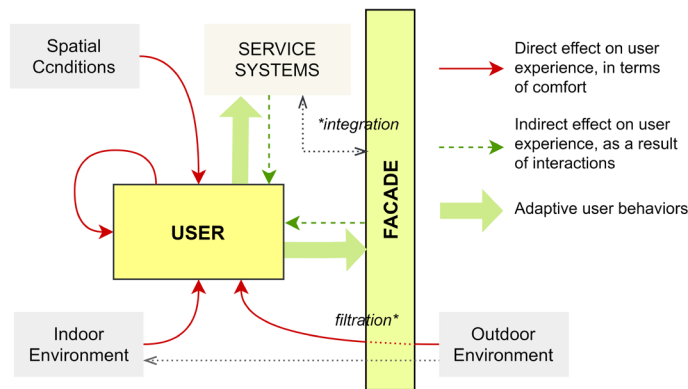 Spatial
Ccnditions
SERVICE
SYSTEMS
*integration
FACADE
USER
filtration*
Indoor
Environment
Outdoor
Environment
Direct effect on user
experience, in terms
of comfort
Indirect effect on user
experience, as a result
of interactions
Adaptive user behaviors